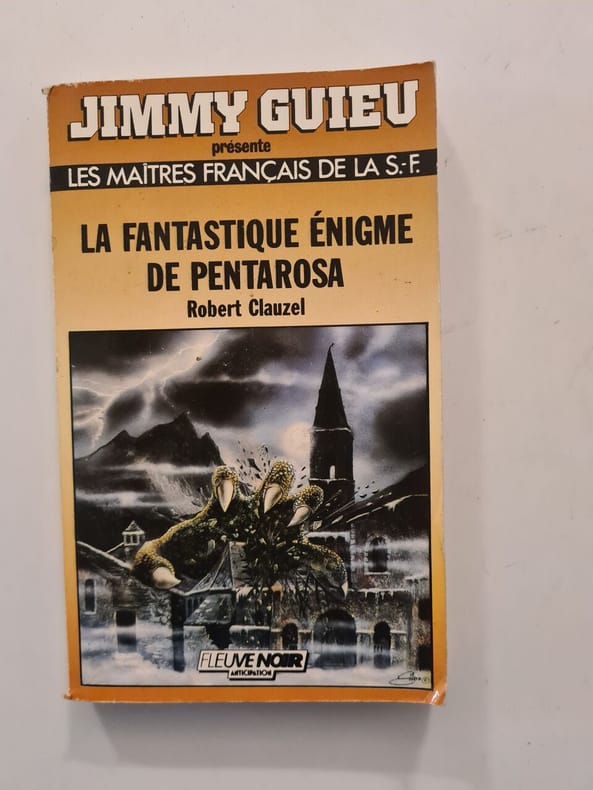 JIMMY GUIEU
présente
LES MAÎTRES FRANÇAIS DE LA S.-F.
LA FANTASTIQUE ÉNIGME
DE PENTAROSA
Robert Clauzel
FLEUVE NOIR
ANTICIPATION